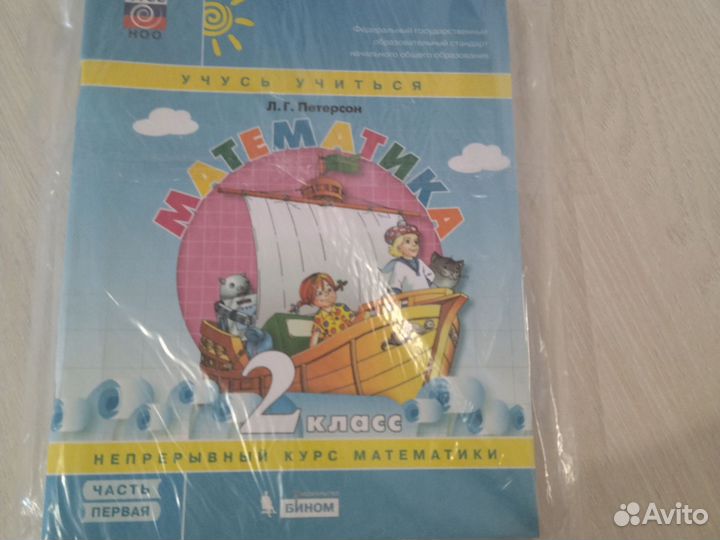 НОО
Федеральный государственный
образовательный стандарт
начального общего образования
УЧУСЬ УЧИТЬСЯ
Л. Г. Петерсон
МАТЕМАТИКА
2 класс
НЕПРЕРЫВНЫЙ КУРС МАТЕМАТИКИ
ЧАСТЬ
ПЕРВАЯ
БИНОМ
Avito